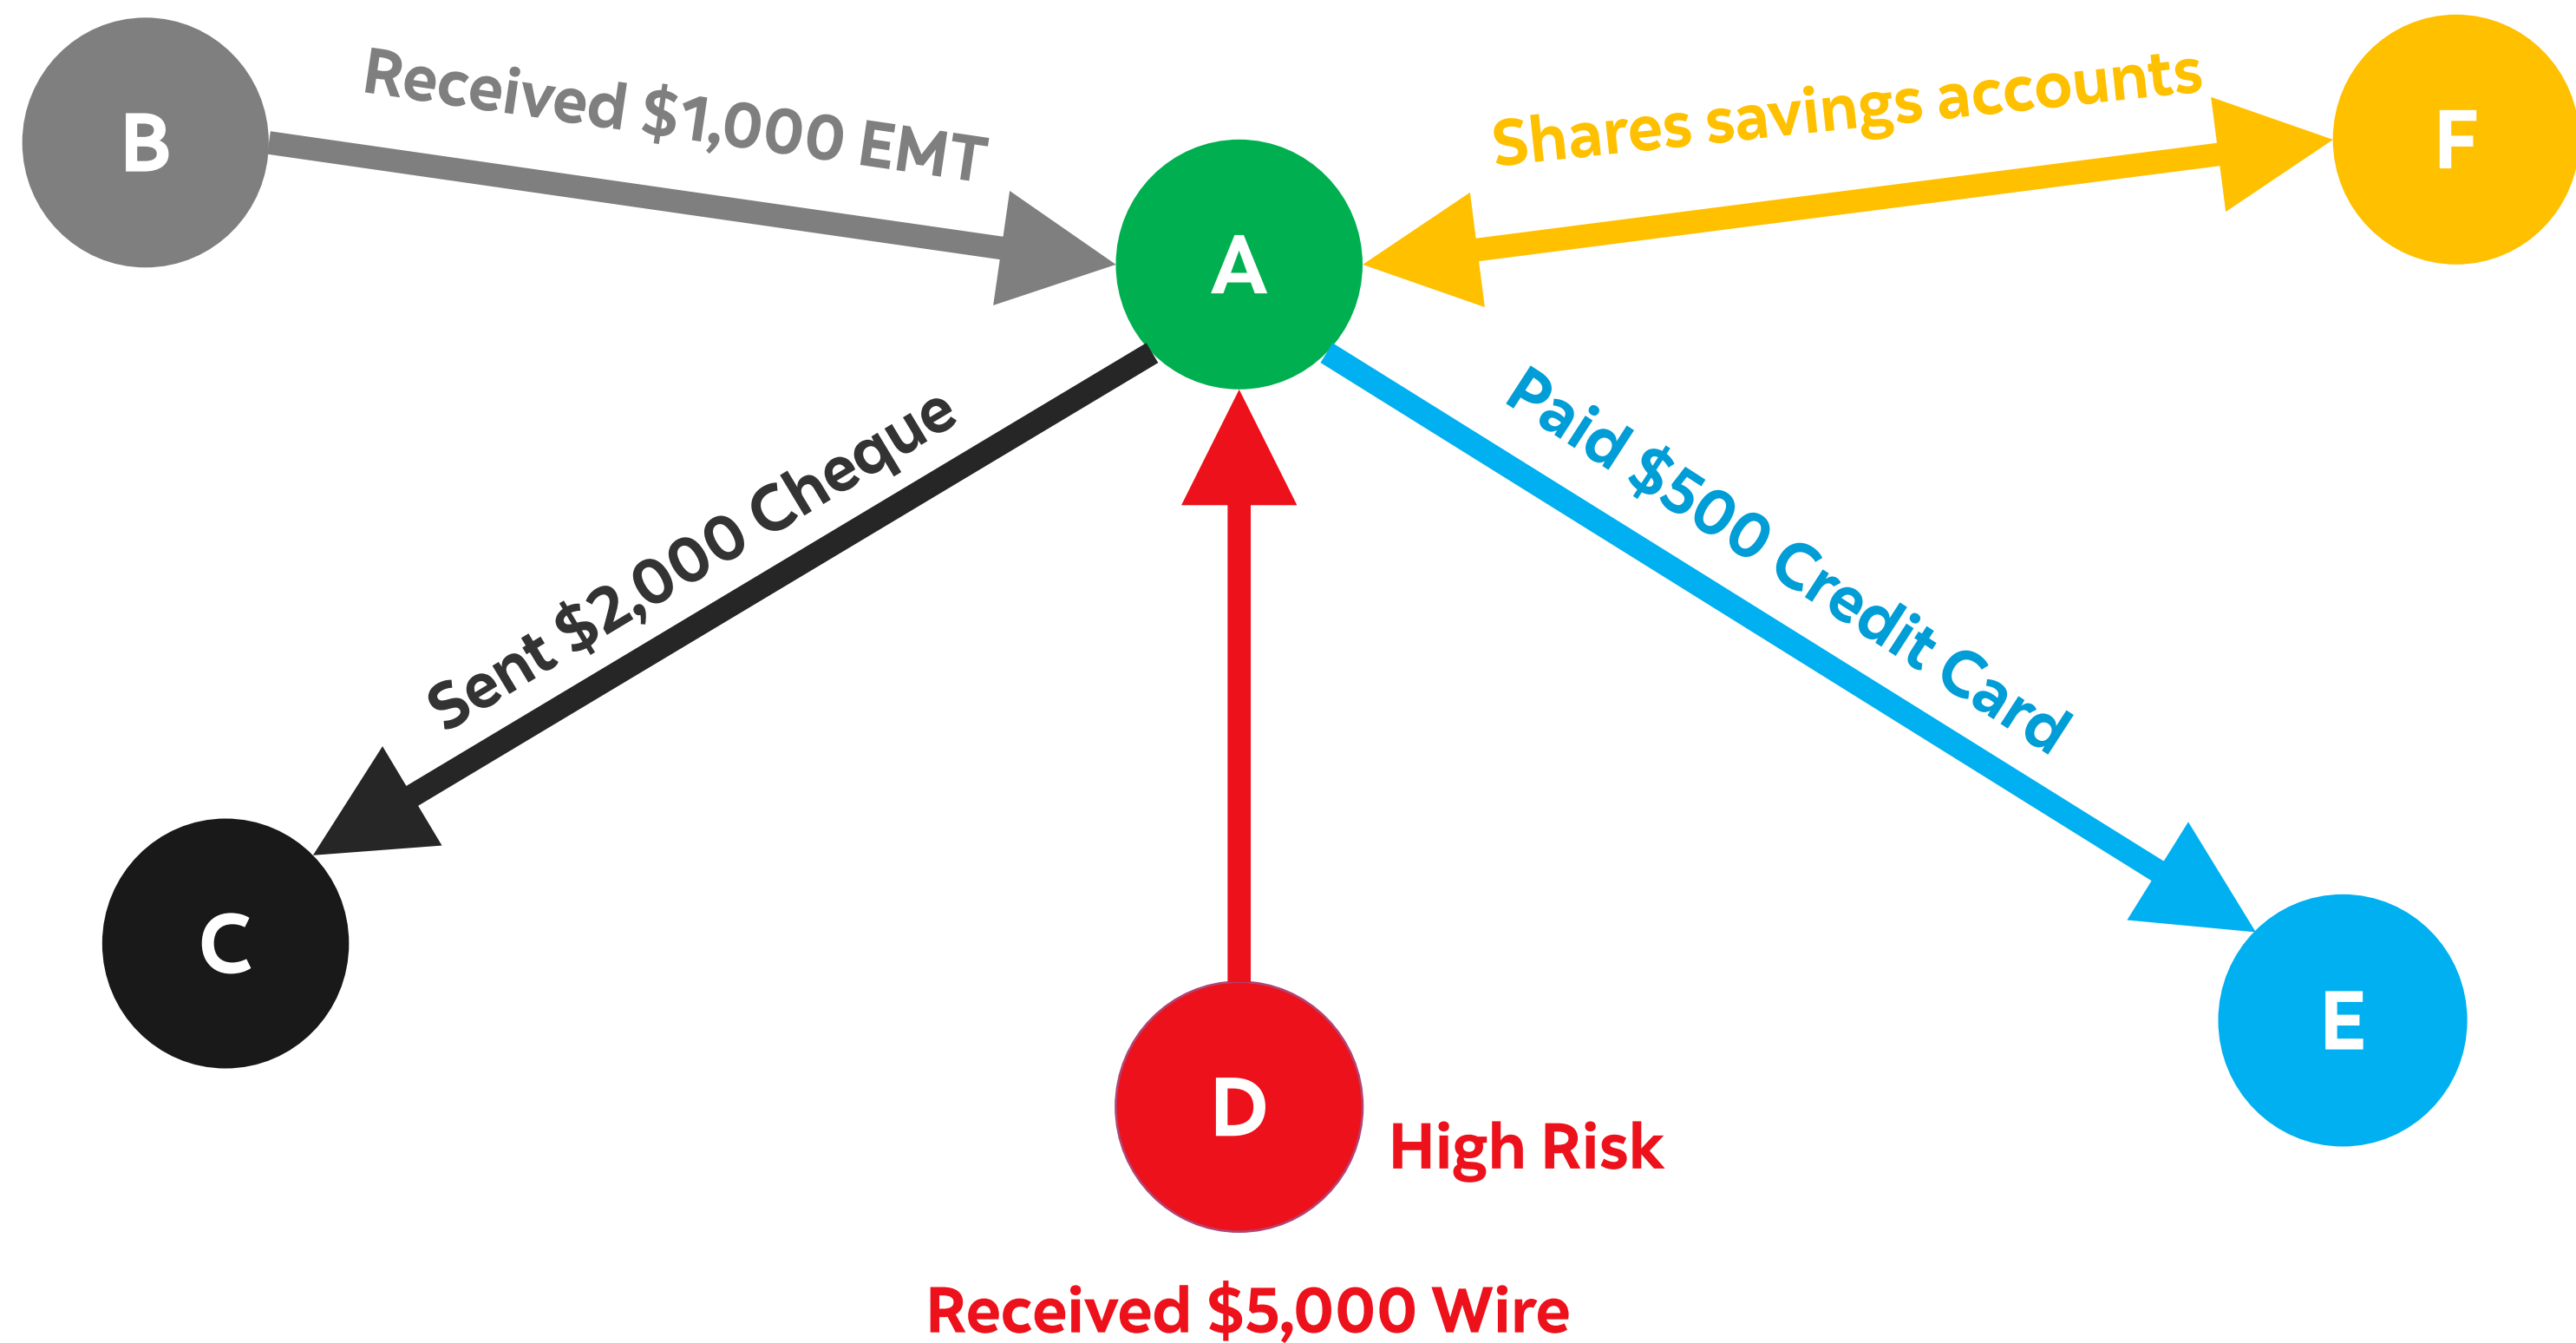 B
Received $1,000 EMT
A
Shares savings accounts
F
Sent $2,000 Cheque
Paid $500 Credit Card
C
E
D
High Risk
Received $5,000 Wire